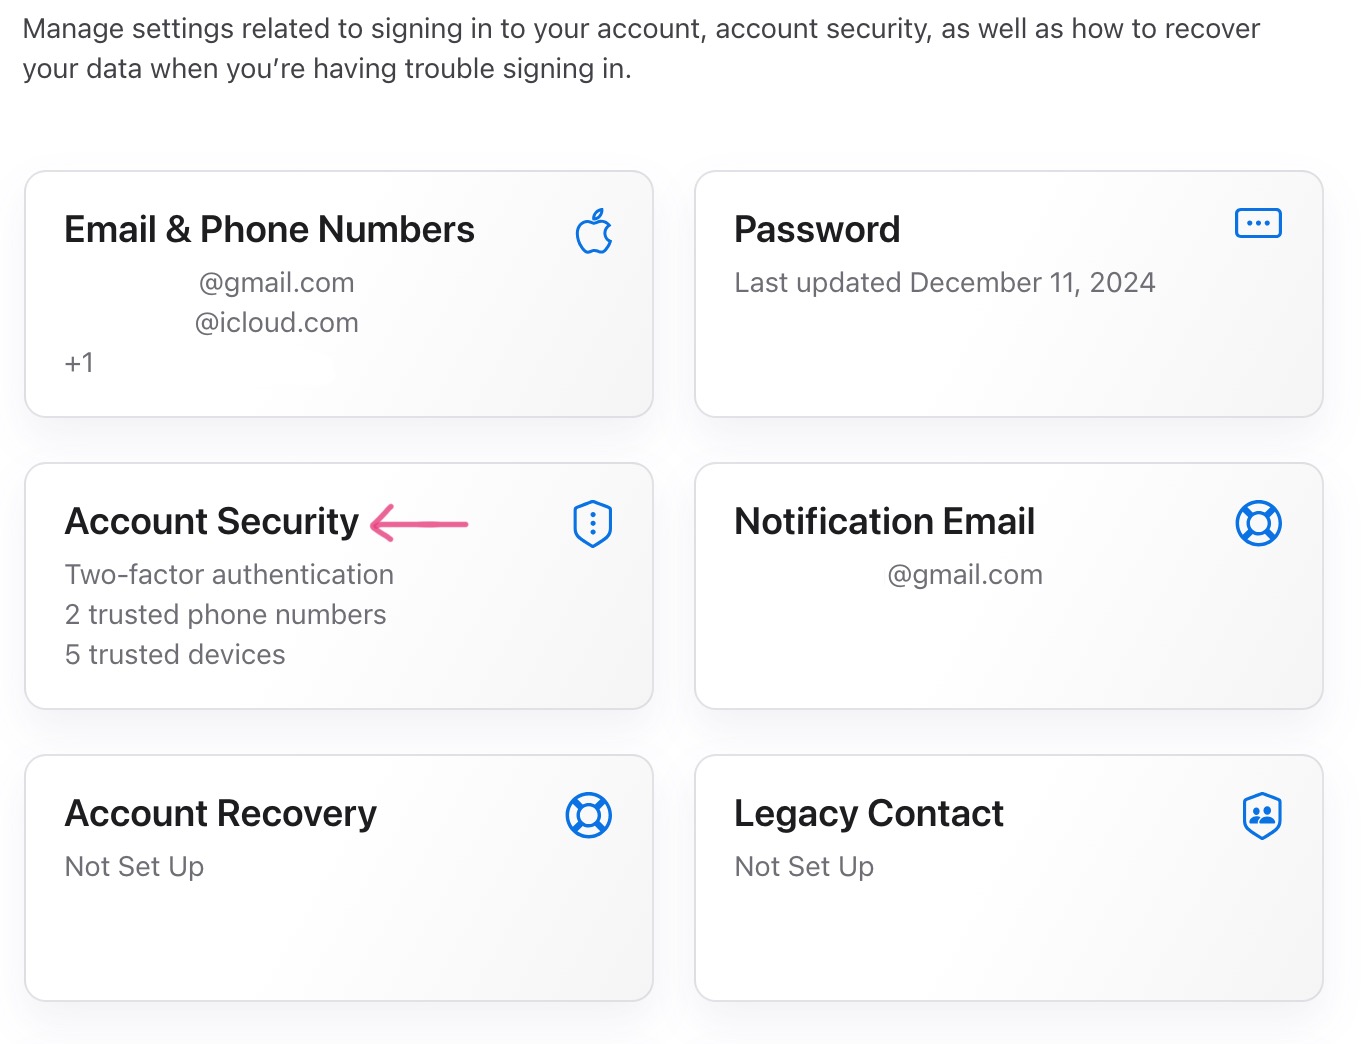 Manage settings related to signing in to your account, account security, as well as how to recover
your data when you’re having trouble signing in.
Email & Phone Numbers
@gmail.com
@icloud.com
+1
Password
Last updated December 11, 2024
Account Security
Two-factor authentication
2 trusted phone numbers
5 trusted devices
Notification Email
@gmail.com
Account Recovery
Not Set Up
Legacy Contact
Not Set Up